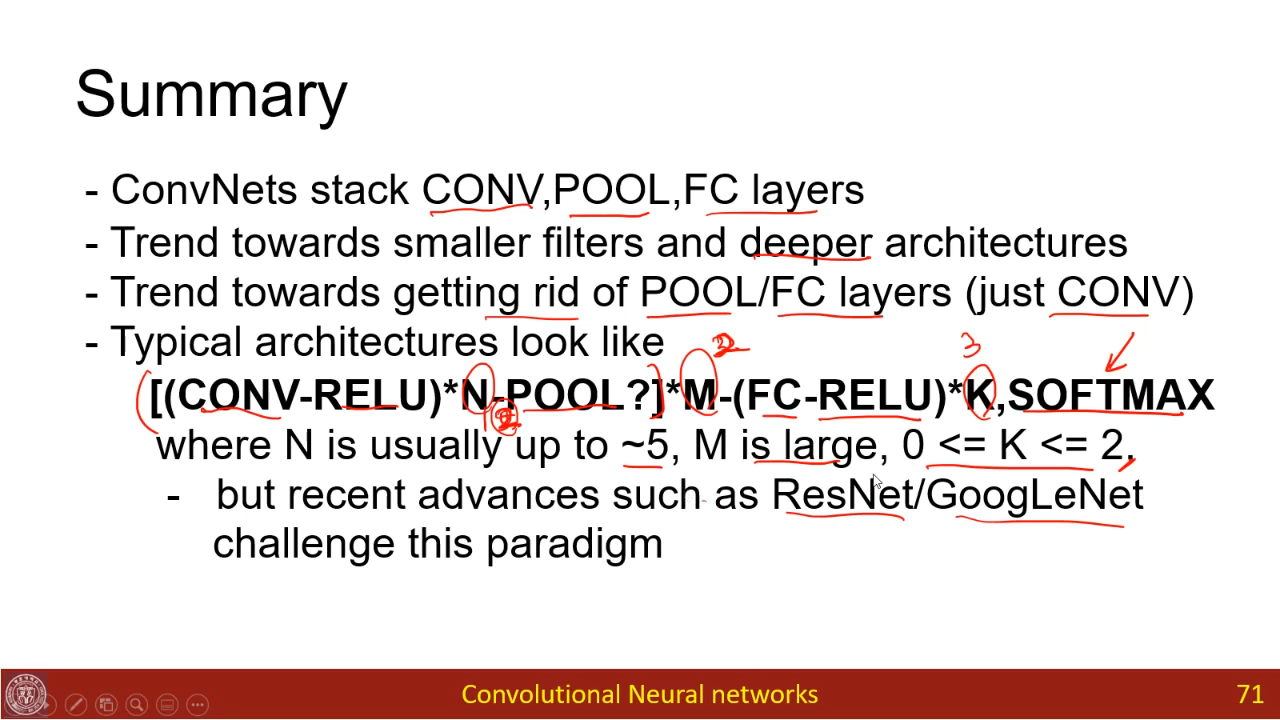 Summary
- ConvNets stack CONV,POOL,FC layers
- Trend towards smaller filters and deeper architectures
- Trend towards getting rid of POOL/FC layers (just CONV)
- Typical architectures look like
2
3
[(CONV-RELU)*N-POOL?]*M-(FC-RELU)*K,SOFTMAX
where N is usually up to ~5, M is large, 0 <= K <= 2.
- but recent advances such as ResNet/GoogLeNet
challenge this paradigm
Convolutional Neural networks
71